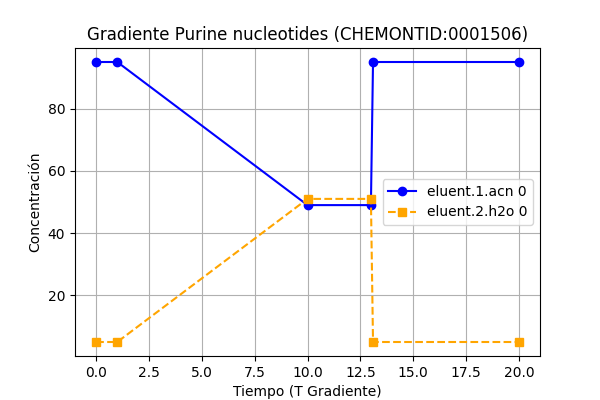 Gradiente Purine nucleotides (CHEMONTID:0001506)
Concentración
80
60
40
20
eluent.1.acn 0
eluent.2.h2o 0
0.0 2.5 5.0 7.5 10.0 12.5 15.0 17.5 20.0
Tiempo (T Gradiente)